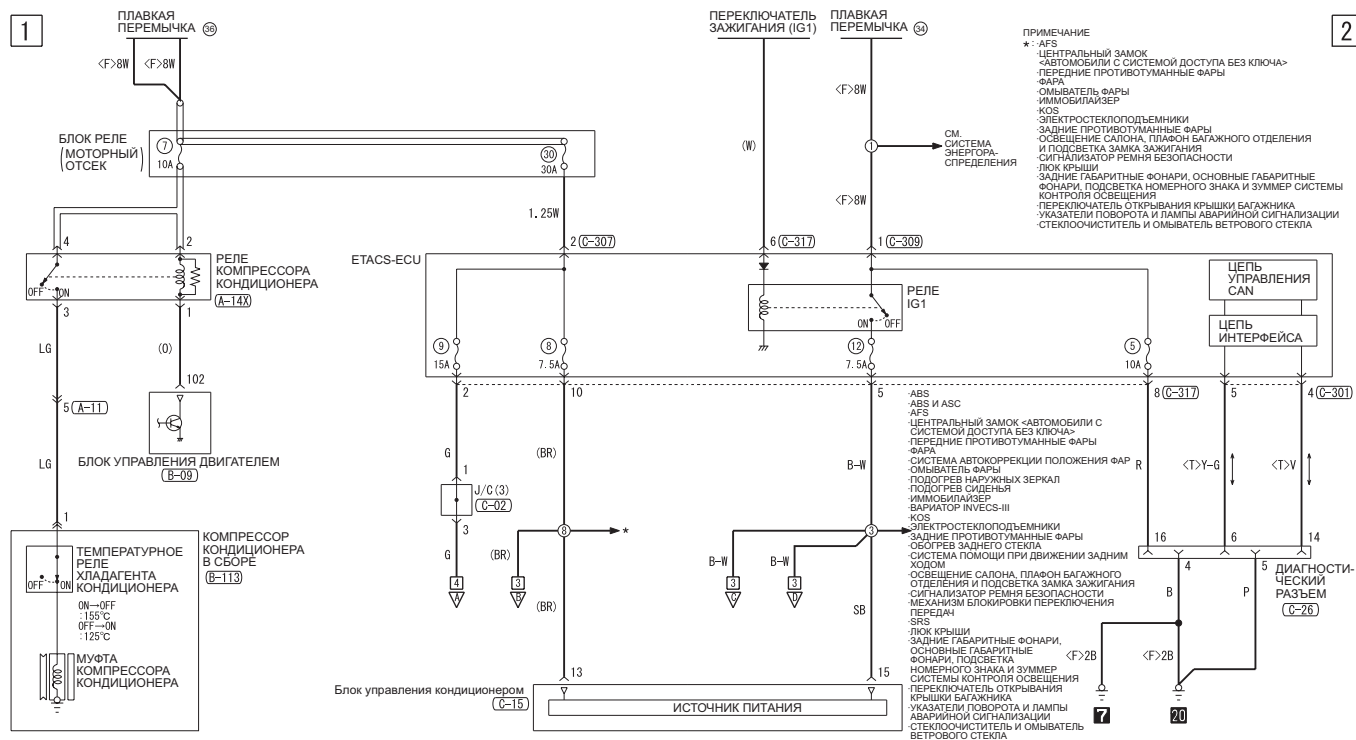 1
ПЛАВКАЯ
ПЕРЕМЫЧКА 36
<F>8W <F>8W
БЛОК РЕЛЕ
(МОТОРНЫЙ
ОТСЕК)
7
10A
30
30A
1.25W
4
2
РЕЛЕ
КОМПРЕССОРА
КОНДИЦИОНЕРА
A-14X
OFF ON
3
1
LG
(O)
102
5 A-11
LG
БЛОК УПРАВЛЕНИЯ ДВИГАТЕЛЕМ
B-09
1
КОМПРЕССОР
КОНДИЦИОНЕРА
В СБОРЕ
B-113
ТЕМПЕРАТУРНОЕ
РЕЛЕ
ХЛАДАГЕНТА
КОНДИЦИОНЕРА
OFF ON
ON→OFF
:155°C
OFF→ON
:125°C
МУФТА
КОМПРЕССОРА
КОНДИЦИОНЕРА
ПЕРЕКЛЮЧАТЕЛЬ
ЗАЖИГАНИЯ (IG1)
ПЛАВКАЯ
ПЕРЕМЫЧКА 34
<F>8W
(W)
1
СМ.
СИСТЕМА
ЭНЕРГОРА-
СПРЕДЕЛЕНИЯ
<F>8W
2 C-307
6 C-317
1 C-309
ETACS-ECU
РЕЛЕ
IG1
ON OFF
9
15A
8
7.5A
12
7.5A
5
10A
ЦЕПЬ
УПРАВЛЕНИЯ
CAN
ЦЕПЬ
ИНТЕРФЕЙСА
2
10
5
8 C-317
5
4 C-301
G
(BR)
B-W
R
<T>Y-G
<T>V
1
J/C(3)
C-02
3
G
4
A
(BR)
3
B
8
*
(BR)
B-W
3
C
B-W
3
D
3
SB
13
15
Блок управления кондиционером
C-15
ИСТОЧНИК ПИТАНИЯ
16
6
14
4
5
ДИАГНОСТИ-
ЧЕСКИЙ
РАЗЪЕМ
C-26
B
P
<F>2B
<F>2B
7
20
2
ПРИМЕЧАНИЕ
* : ·AFS
·ЦЕНТРАЛЬНЫЙ ЗАМОК
<АВТОМОБИЛИ С СИСТЕМОЙ ДОСТУПА БЕЗ КЛЮЧА>
·ПЕРЕДНИЕ ПРОТИВОТУМАННЫЕ ФАРЫ
·ФАРА
·ОМЫВАТЕЛЬ ФАРЫ
·ИММОБИЛАЙЗЕР
·KOS
·ЭЛЕКТРОСТЕКЛОПОДЪЕМНИКИ
·ЗАДНИЕ ПРОТИВОТУМАННЫЕ ФАРЫ
·ОСВЕЩЕНИЕ САЛОНА, ПЛАФОН БАГАЖНОГО ОТДЕЛЕНИЯ
И ПОДСВЕТКА ЗАМКА ЗАЖИГАНИЯ
·СИГНАЛИЗАТОР РЕМНЯ БЕЗОПАСНОСТИ
·ЛЮК КРЫШИ
·ЗАДНИЕ ГАБАРИТНЫЕ ФОНАРИ, ОСНОВНЫЕ ГАБАРИТНЫЕ
ФОНАРИ, ПОДСВЕТКА НОМЕРНОГО ЗНАКА И ЗУММЕР СИСТЕМЫ
КОНТРОЛЯ ОСВЕЩЕНИЯ
·ПЕРЕКЛЮЧАТЕЛЬ ОТКРЫВАНИЯ КРЫШКИ БАГАЖНИКА
·УКАЗАТЕЛИ ПОВОРОТА И ЛАМПЫ АВАРИЙНОЙ СИГНАЛИЗАЦИИ
·СТЕКЛООЧИСТИТЕЛЬ И ОМЫВАТЕЛЬ ВЕТРОВОГО СТЕКЛА
·ABS
·ABS И ASC
·AFS
·ЦЕНТРАЛЬНЫЙ ЗАМОК <АВТОМОБИЛИ С
СИСТЕМОЙ ДОСТУПА БЕЗ КЛЮЧА>
·ПЕРЕДНИЕ ПРОТИВОТУМАННЫЕ ФАРЫ
·ФАРА
·СИСТЕМА АВТОКОРРЕКЦИИ ПОЛОЖЕНИЯ ФАР
·ОМЫВАТЕЛЬ ФАРЫ
·ПОДОГРЕВ НАРУЖНЫХ ЗЕРКАЛ
·ПОДОГРЕВ СИДЕНЬЯ
·ИММОБИЛАЙЗЕР
·ВАРИАТОР INVECS-III
·KOS
·ЭЛЕКТРОСТЕКЛОПОДЪЕМНИКИ
·ЗАДНИЕ ПРОТИВОТУМАННЫЕ ФАРЫ
·ОБОГРЕВ ЗАДНЕГО СТЕКЛА
·СИСТЕМА ПОМОЩИ ПРИ ДВИЖЕНИИ ЗАДНИМ
ХОДОМ
·ОСВЕЩЕНИЕ САЛОНА, ПЛАФОН БАГАЖНОГО
ОТДЕЛЕНИЯ И ПОДСВЕТКА ЗАМКА ЗАЖИГАНИЯ
·СИГНАЛИЗАТОР РЕМНЯ БЕЗОПАСНОСТИ
·МЕХАНИЗМ БЛОКИРОВКИ ПЕРЕКЛЮЧЕНИЯ
ПЕРЕДАЧ
·SRS
·ЛЮК КРЫШИ
·ЗАДНИЕ ГАБАРИТНЫЕ ФОНАРИ,
ОСНОВНЫЕ ГАБАРИТНЫЕ
ФОНАРИ, ПОДСВЕТКА
НОМЕРНОГО ЗНАКА И ЗУММЕР
СИСТЕМЫ КОНТРОЛЯ ОСВЕЩЕНИЯ
·ПЕРЕКЛЮЧАТЕЛЬ ОТКРЫВАНИЯ
КРЫШКИ БАГАЖНИКА
·УКАЗАТЕЛИ ПОВОРОТА И ЛАМПЫ
АВАРИЙНОЙ СИГНАЛИЗАЦИИ
·СТЕКЛООЧИСТИТЕЛЬ И ОМЫВАТЕЛЬ
ВЕТРОВОГО СТЕКЛА